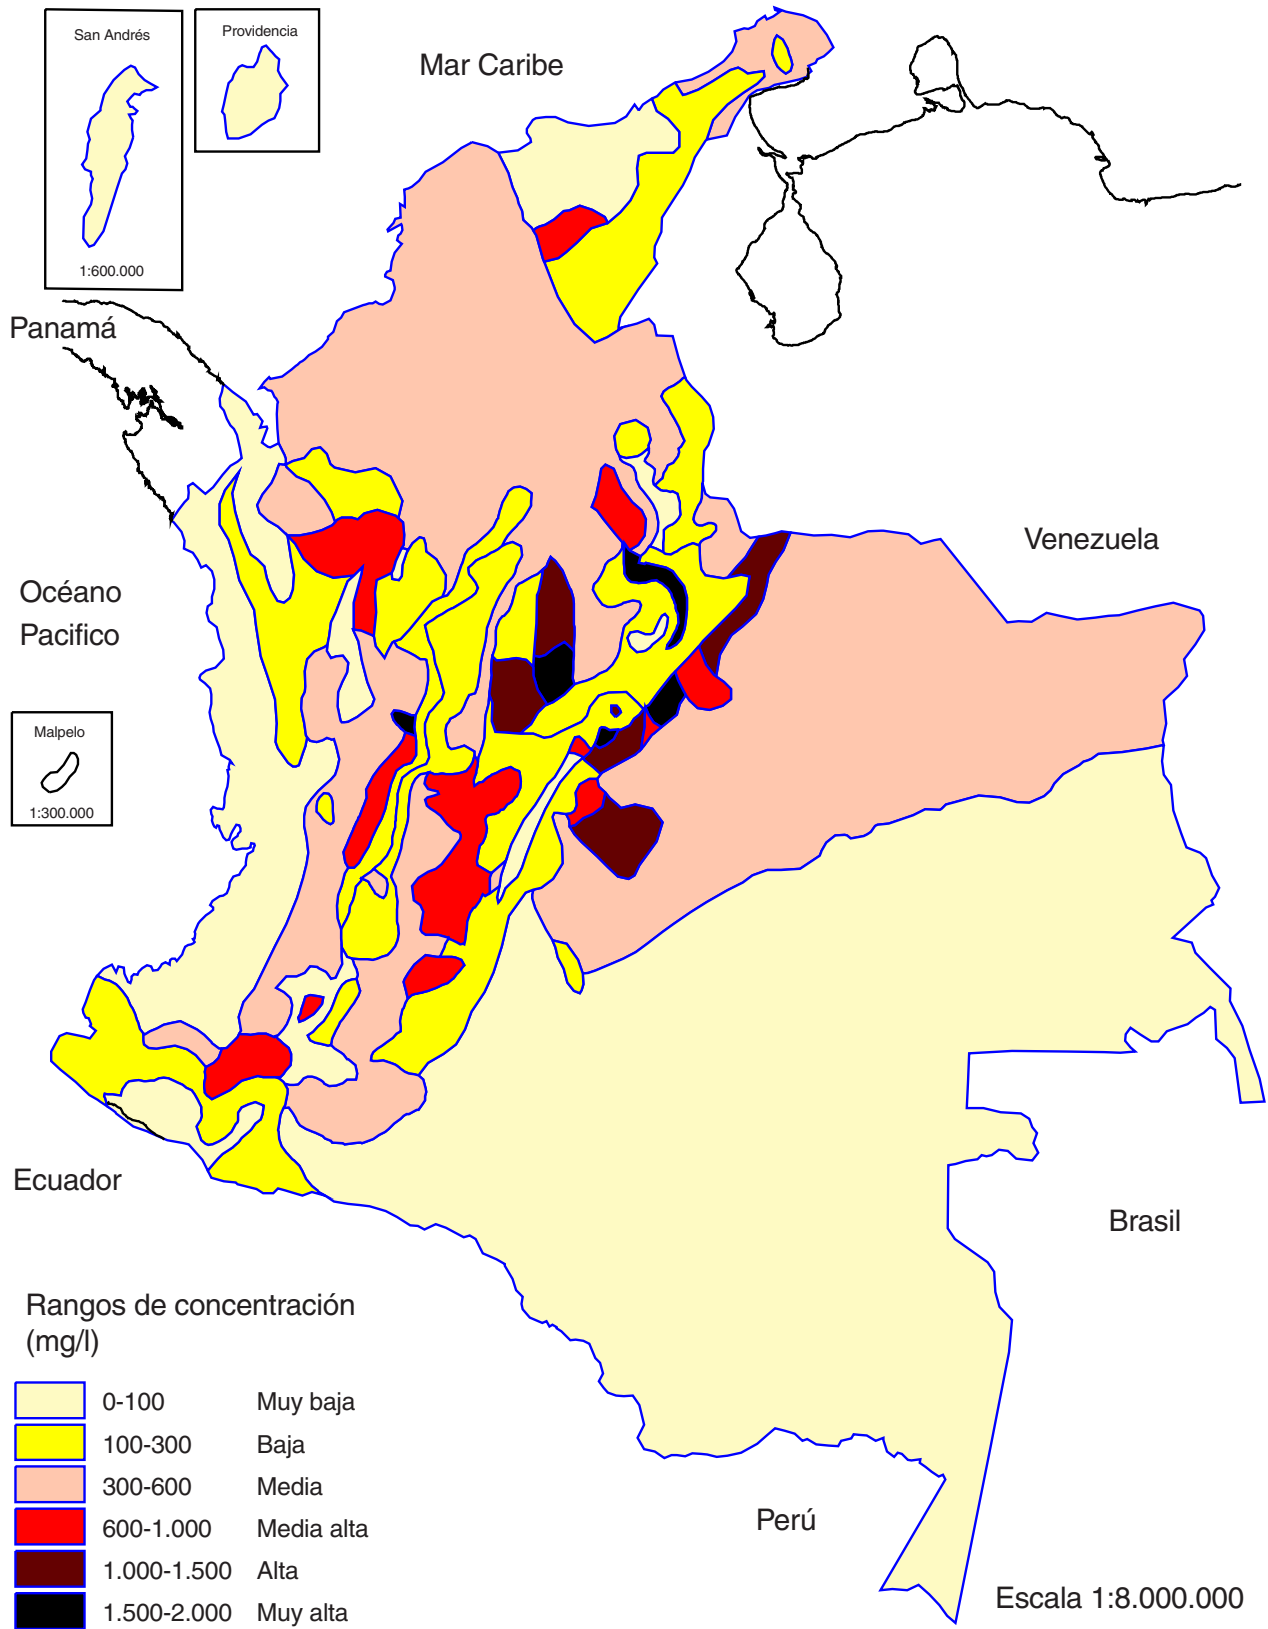 San Andrés
1:600.000
Providencia
Mar Caribe
Panamá
Venezuela
Océano
Pacifico
Malpelo
1:300.000
Ecuador
Brasil
Perú
Rangos de concentración
(mg/l)
0-100 Muy baja
100-300 Baja
300-600 Media
600-1.000 Media alta
1.000-1.500 Alta
1.500-2.000 Muy alta
Escala 1:8.000.000